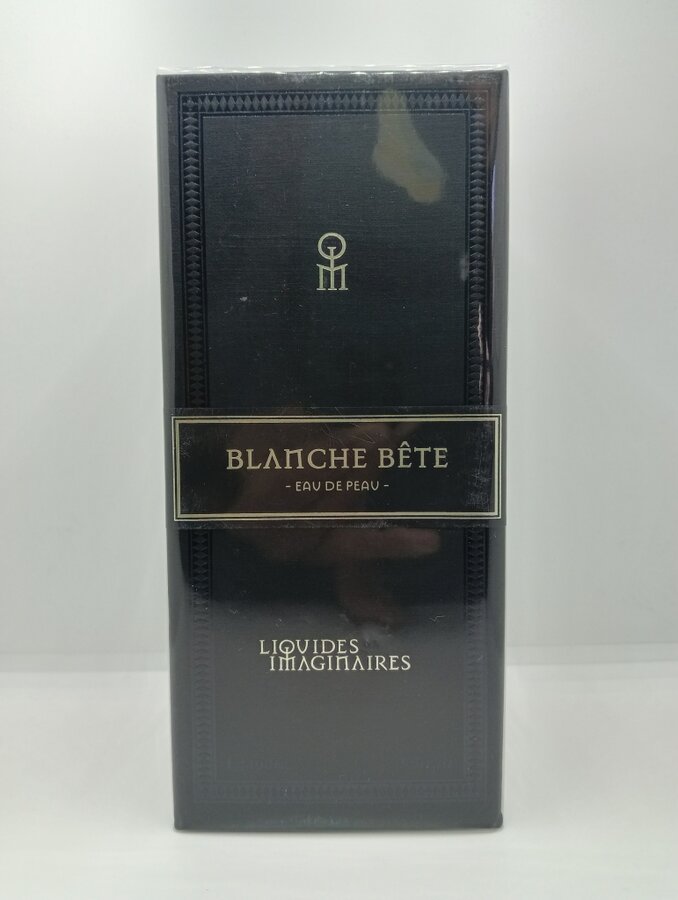 BLANCHE BÊTE
- EAU DE PEAU -
LIQUIDES
IMAGINAIRES